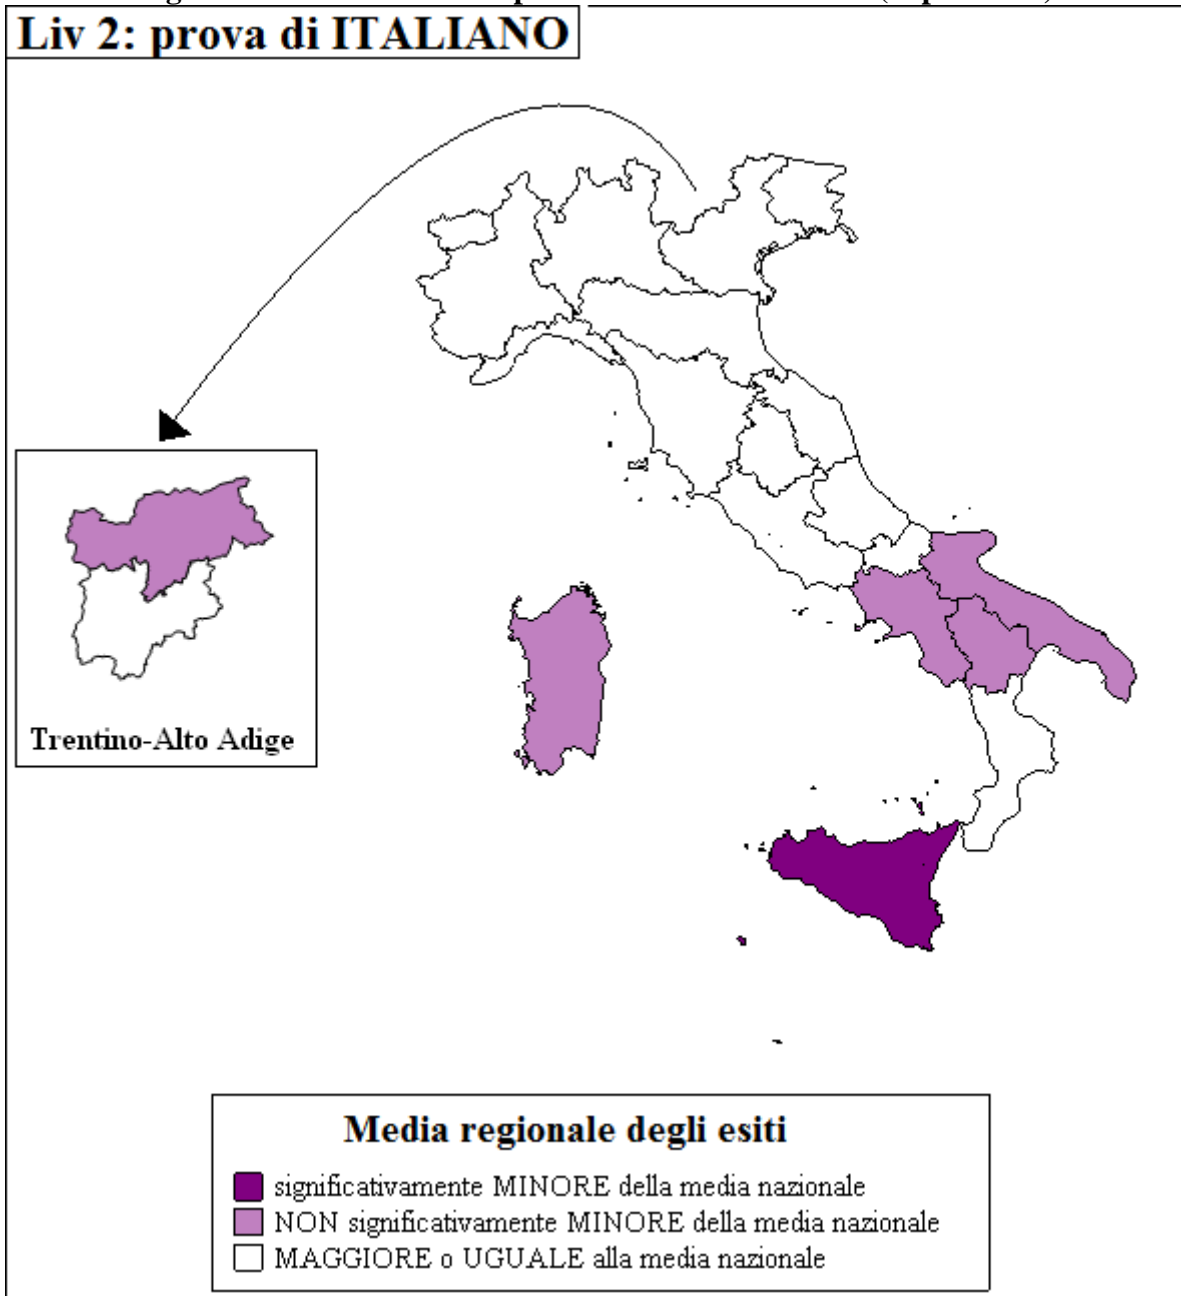 Liv 2: prova di ITALIANO
Trentino-Alto Adige
Media regionale degli esiti
significativamente MINORE della media nazionale
NON significativamente MINORE della media nazionale
MAGGIORE o UGUALE alla media nazionale